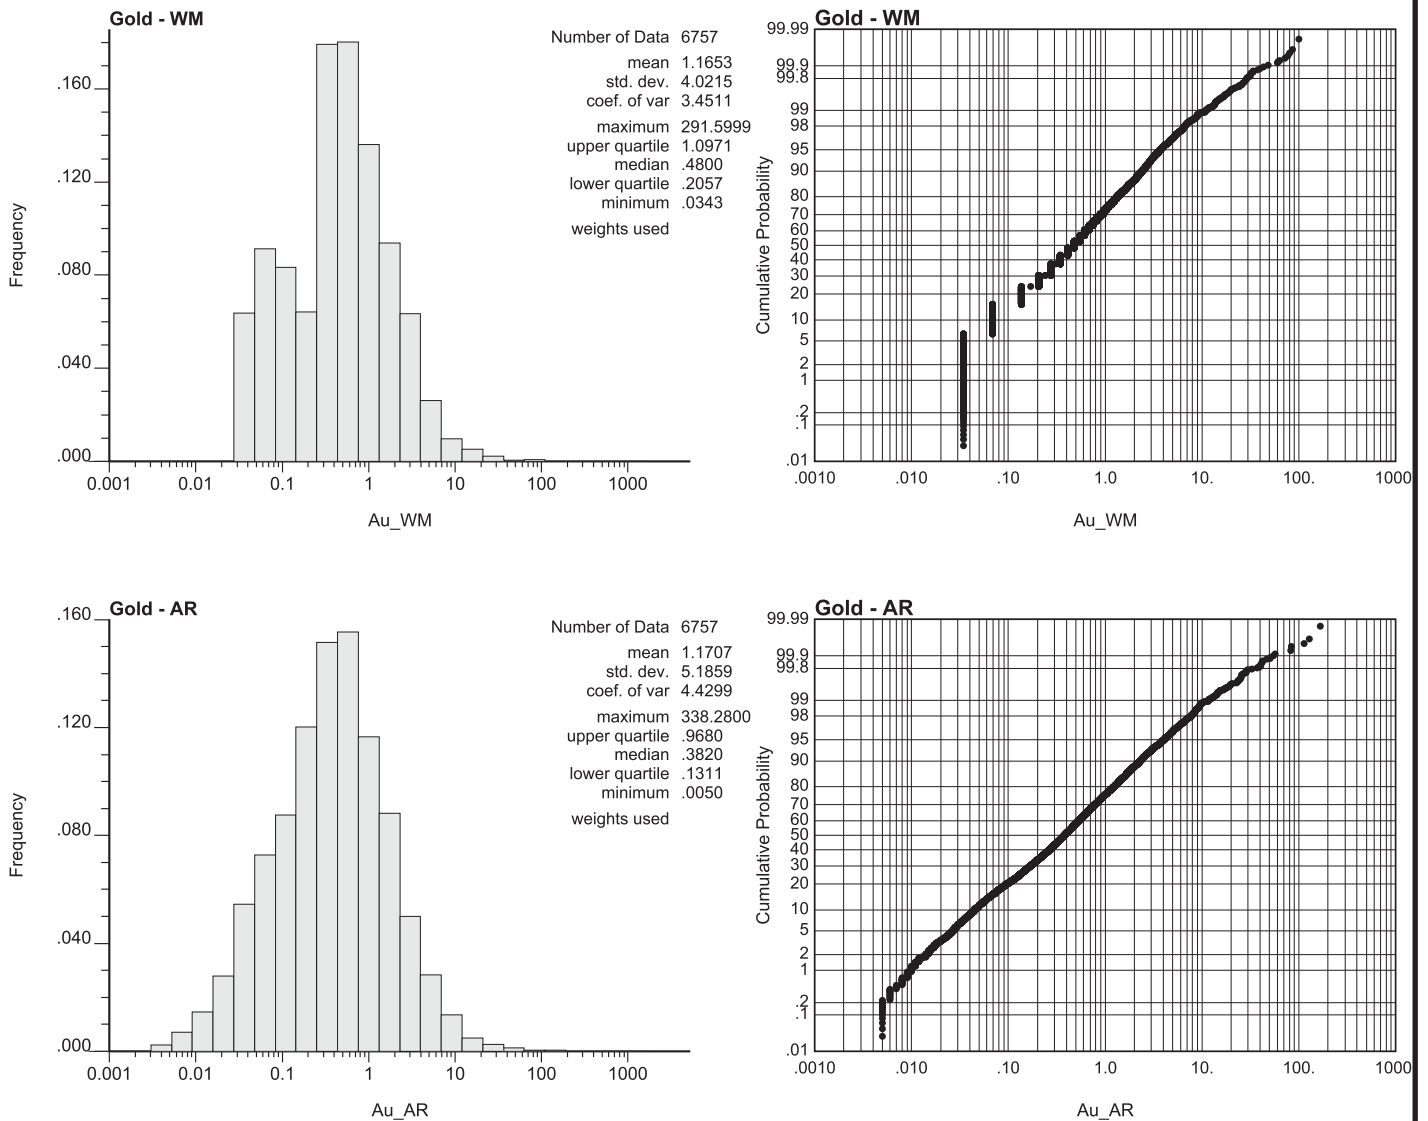 Gold - WM
Number of Data 6757
mean 1.1653
std. dev. 4.0215
coef. of var 3.4511
maximum 291.5999
upper quartile 1.0971
median .4800
lower quartile .2057
minimum .0343
weights used
Frequency
.160
.120
.080
.040
.000
0.001 0.01 0.1 1 10 100 1000
Au_WM
Gold - WM
Cumulative Probability
99.99
99.9
99.8
99
98
95
90
80
70
60
50
40
30
20
10
5
2
1
.2
.1
.01
.0010 .010 .10 1.0 10. 100. 1000
Au_WM
Gold - AR
Number of Data 6757
mean 1.1707
std. dev. 5.1859
coef. of var 4.4299
maximum 338.2800
upper quartile .9680
median .3820
lower quartile .1311
minimum .0050
weights used
Frequency
.160
.120
.080
.040
.000
0.001 0.01 0.1 1 10 100 1000
Au_AR
Gold - AR
Cumulative Probability
99.99
99.9
99.8
99
98
95
90
80
70
60
50
40
30
20
10
5
2
1
.2
.1
.01
.0010 .010 .10 1.0 10. 100. 1000
Au_AR